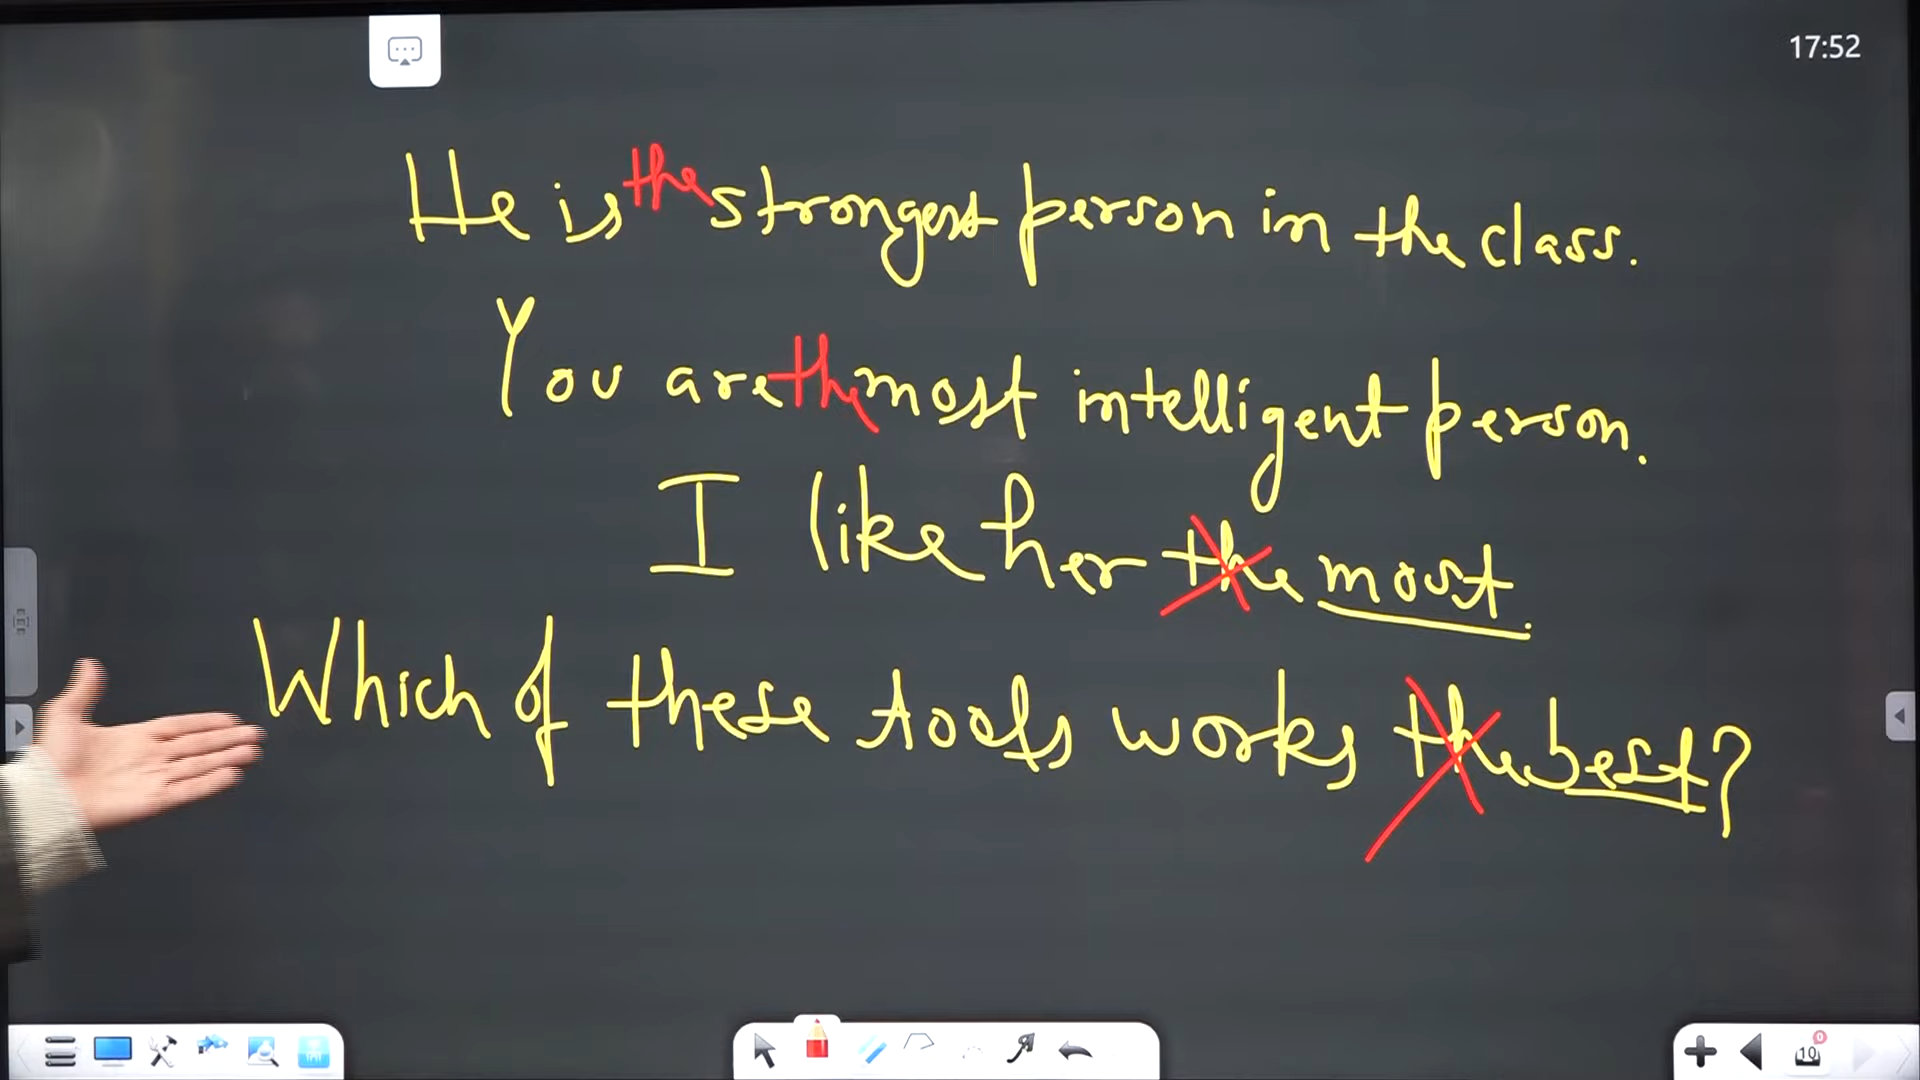 17:52
He is the strongest person in the class.
You are the most intelligent person.
I like her the most.
Which of these tools works the best?
10